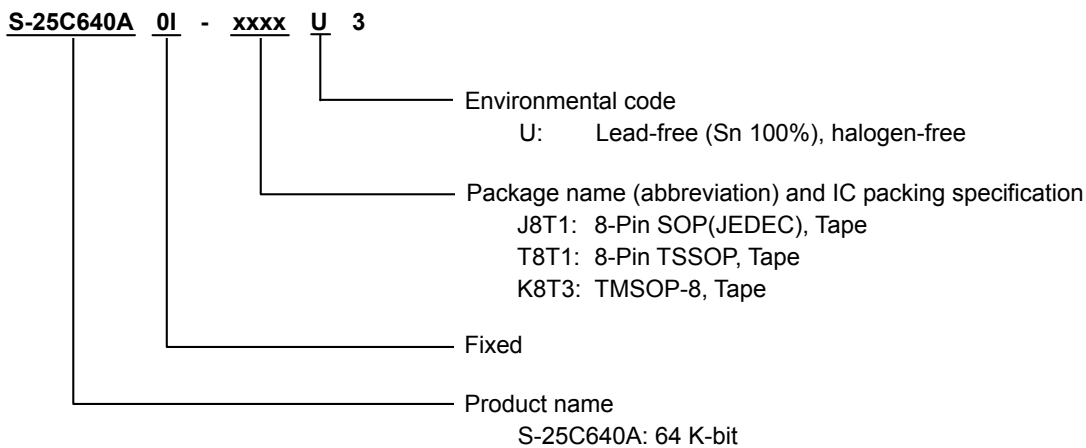 S-25C640A 0I - xxxx U 3
Environmental code
U: Lead-free (Sn 100%), halogen-free
Package name (abbreviation) and IC packing specification
J8T1: 8-Pin SOP(JEDEC), Tape
T8T1: 8-Pin TSSOP, Tape
K8T3: TMSOP-8, Tape
Fixed
Product name
S-25C640A: 64 K-bit